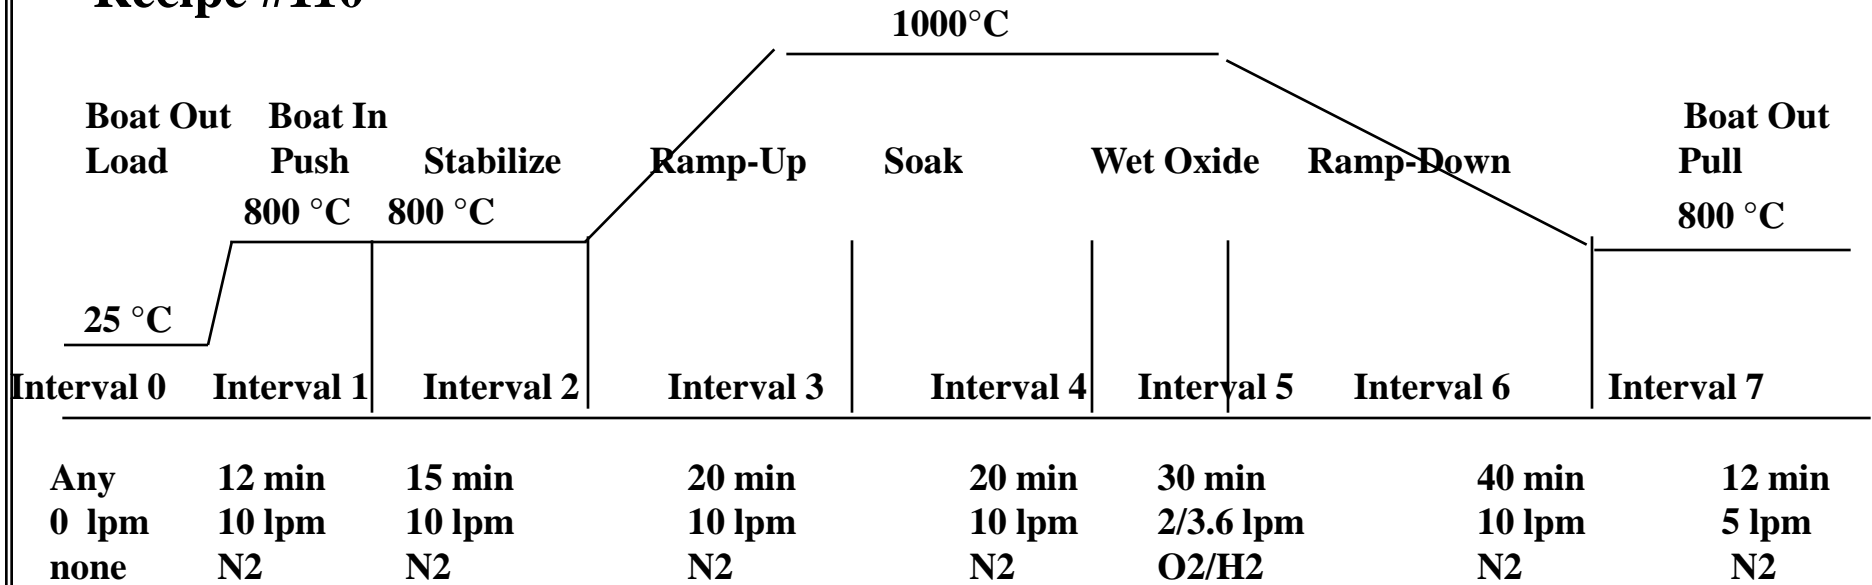 Recipe #110
1000°C
Boat Out Boat In Boat Out
Load Push Stabilize Ramp-Up Soak Wet Oxide Ramp-Down Pull
800 °C 800 °C 800 °C
25 °C
Interval 0 Interval 1 Interval 2 Interval 3 Interval 4 Interval 5 Interval 6 Interval 7
Any 12 min 15 min 20 min 20 min 30 min 40 min 12 min
0 lpm 10 lpm 10 lpm 10 lpm 10 lpm 2/3.6 lpm 10 lpm 5 lpm
none N2 N2 N2 N2 O2/H2 N2 N2